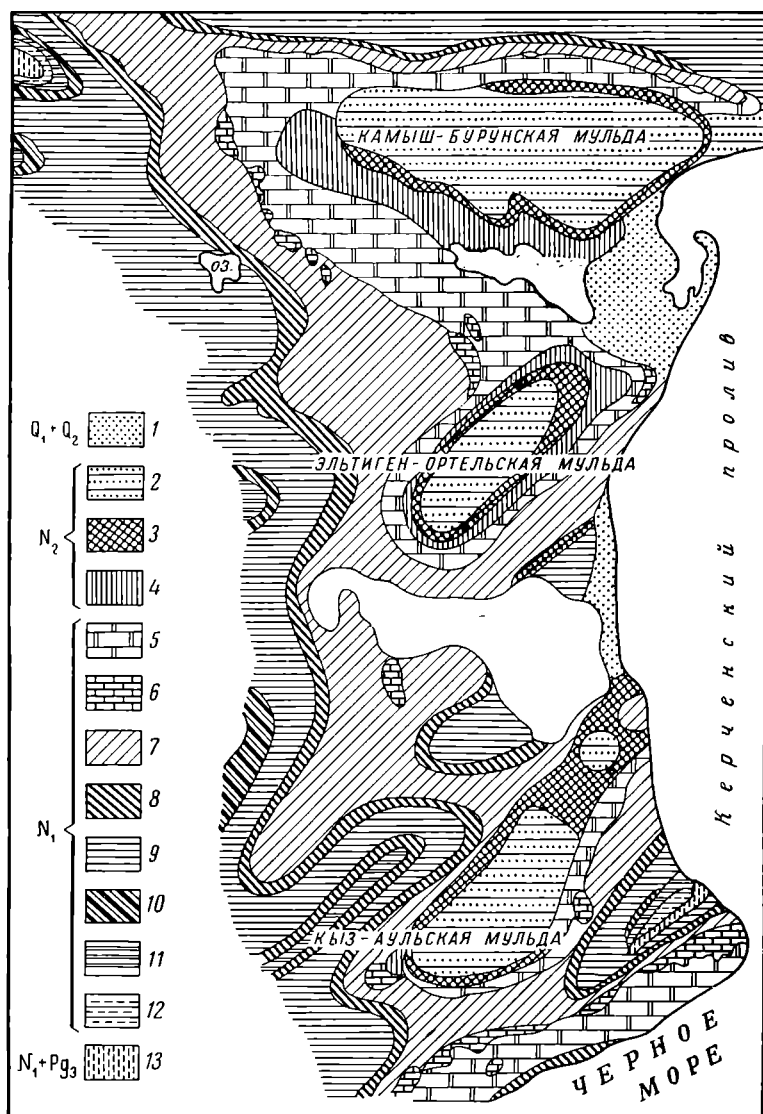 КАМЫШ-БУРУНСКАЯ МУЛЬДА
ОЗ.
ЭЛЬТИГЕН-ОРТЕЛЬСКАЯ МУЛЬДА
Керченский пролив
КЫЗ-АУЛЬСКАЯ МУЛЬДА
ЧЕРНОЕ
МОРЕ
Q₁+Q₂ 1
2
N₂ 3
4
5
6
7
N₁ 8
9
10
11
12
N₁+Pg₃ 13